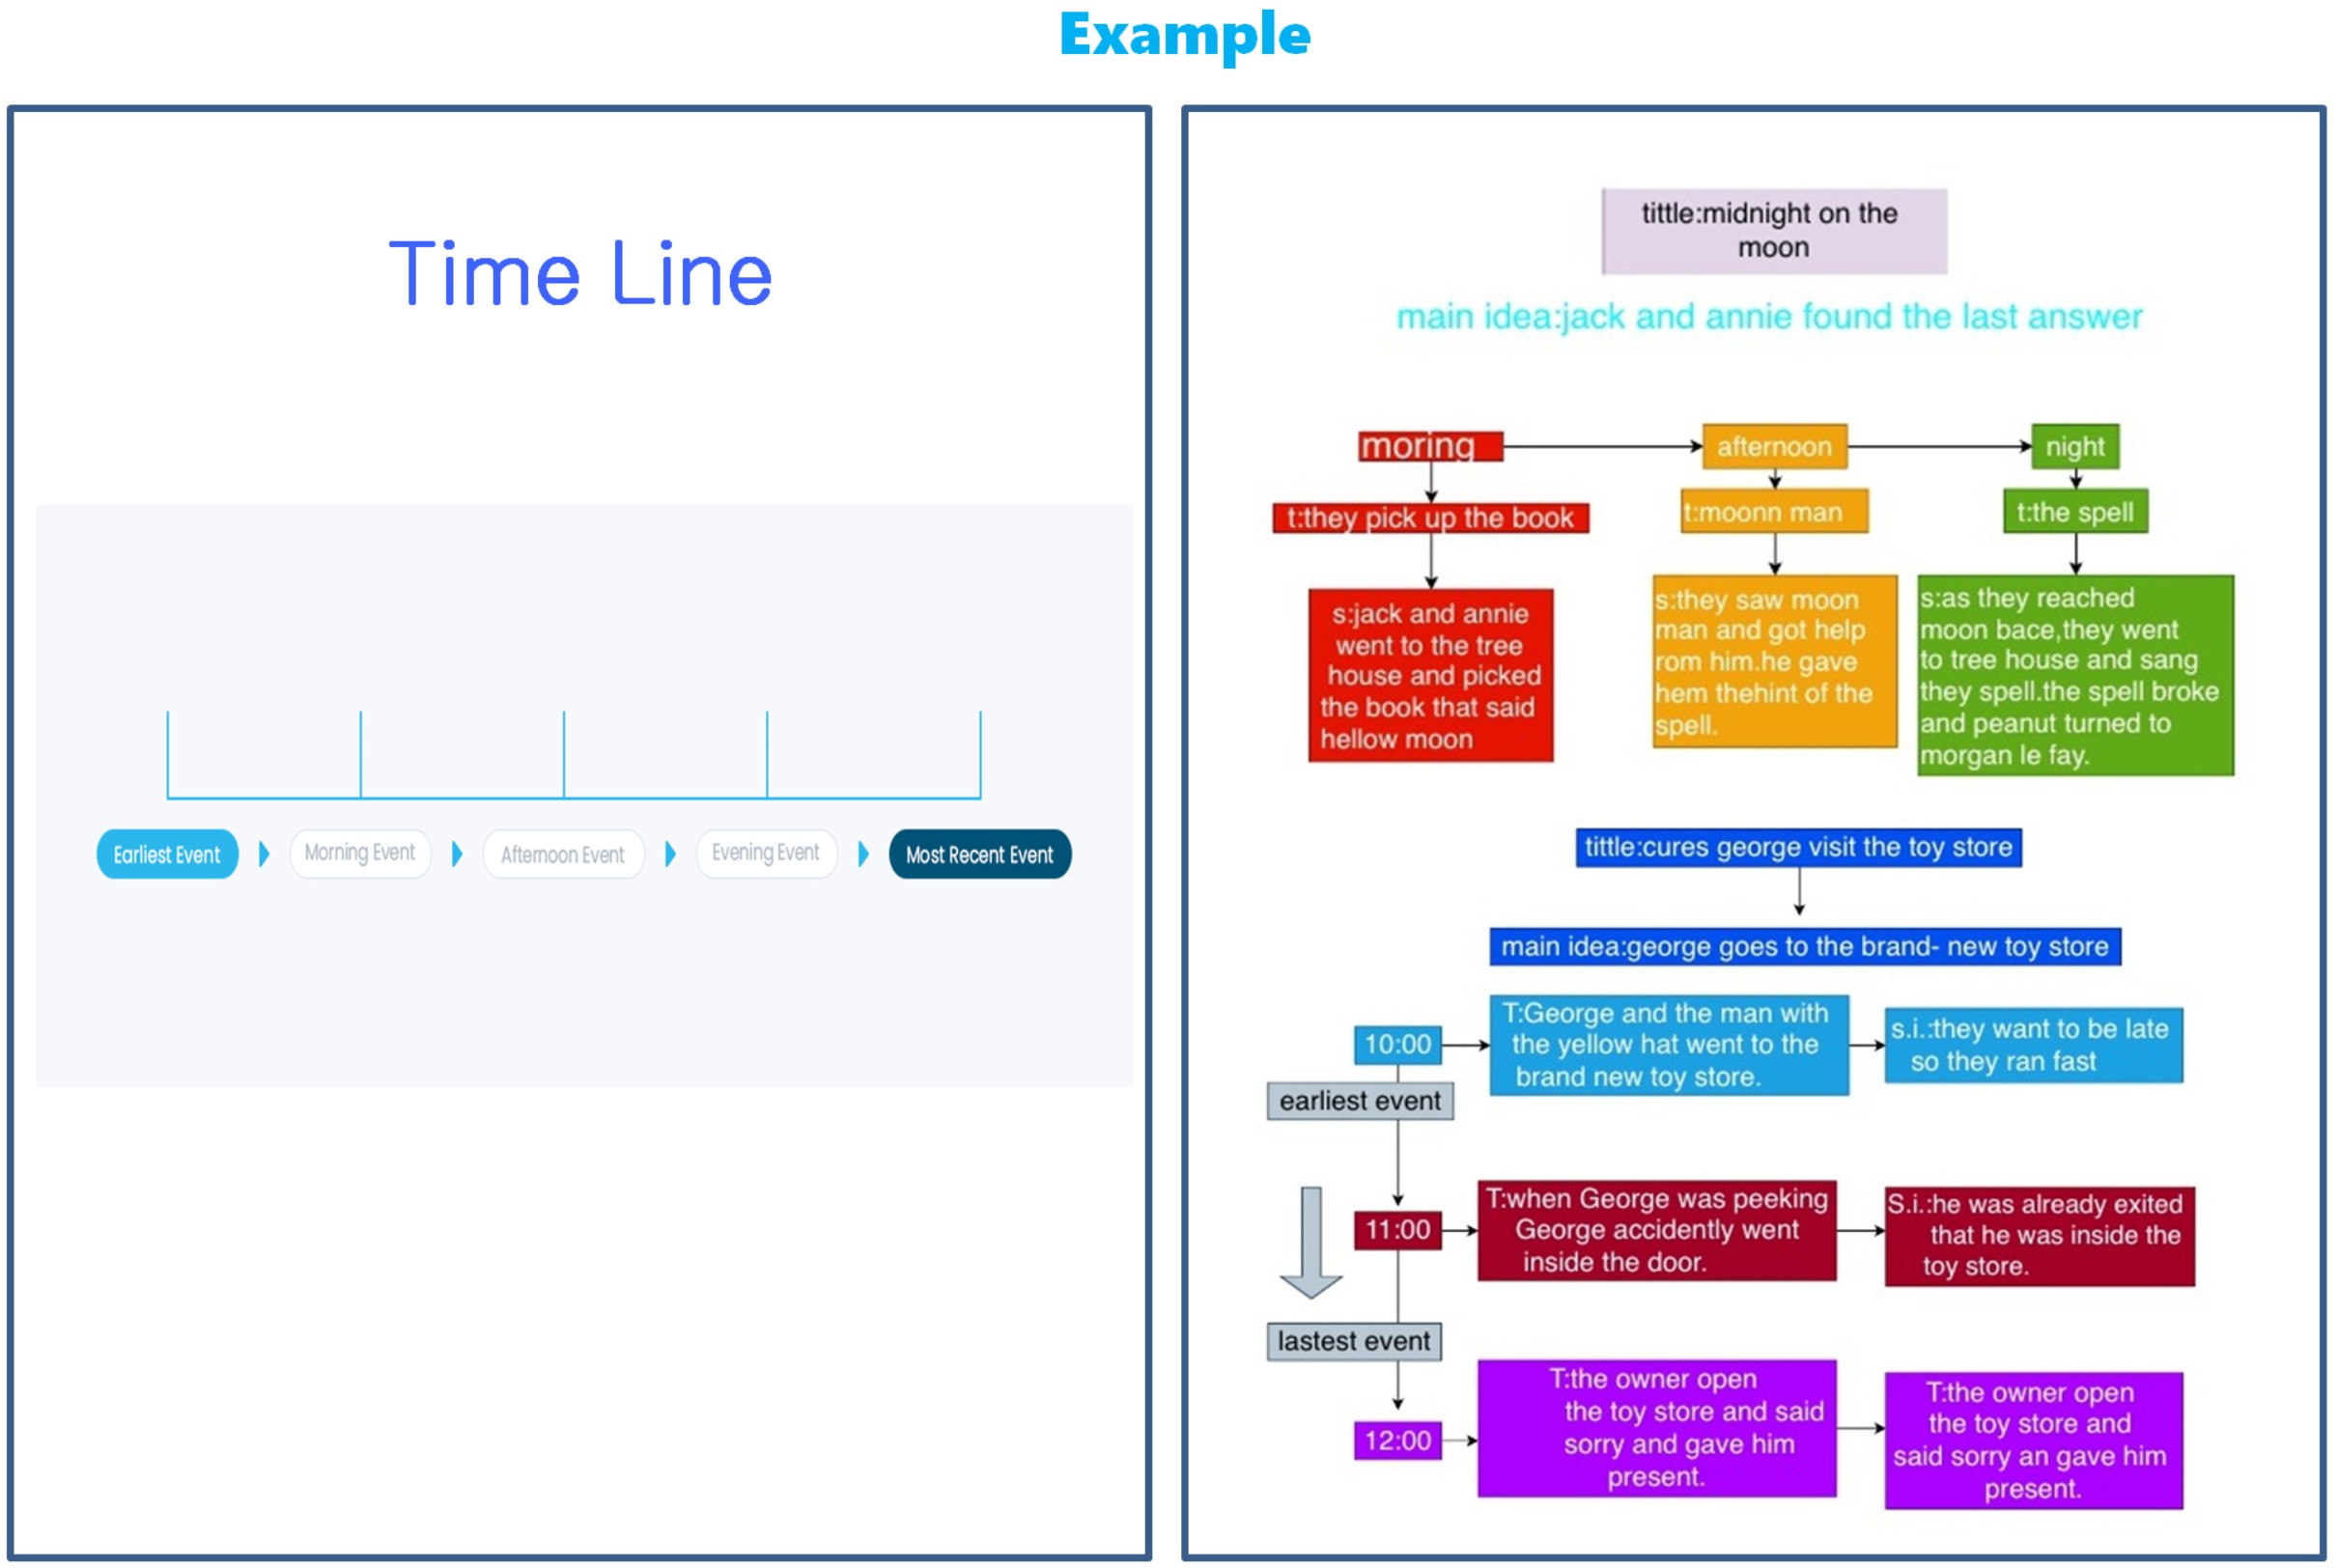 Example
Time Line
Earliest Event
Morning Event
Afternoon Event
Evening Event
Most Recent Event
tittle:midnight on the
moon
main idea:jack and annie found the last answer
moring
afternoon
night
t:they pick up the book
t:moonn man
t:the spell
s:jack and annie
went to the tree
house and picked
the book that said
hellow moon
s:they saw moon
man and got help
rom him.he gave
hem thehint of the
spell.
s:as they reached
moon bace,they went
to tree house and sang
they spell.the spell broke
and peanut turned to
morgan le fay.
tittle:cures george visit the toy store
main idea:george goes to the brand- new toy store
10:00
T:George and the man with
the yellow hat went to the
brand new toy store.
s.i.:they want to be late
so they ran fast
earliest event
11:00
T:when George was peeking
George accidently went
inside the door.
S.i.:he was already exited
that he was inside the
toy store.
lastest event
12:00
T:the owner open
the toy store and said
sorry and gave him
present.
T:the owner open
the toy store and
said sorry an gave him
present.